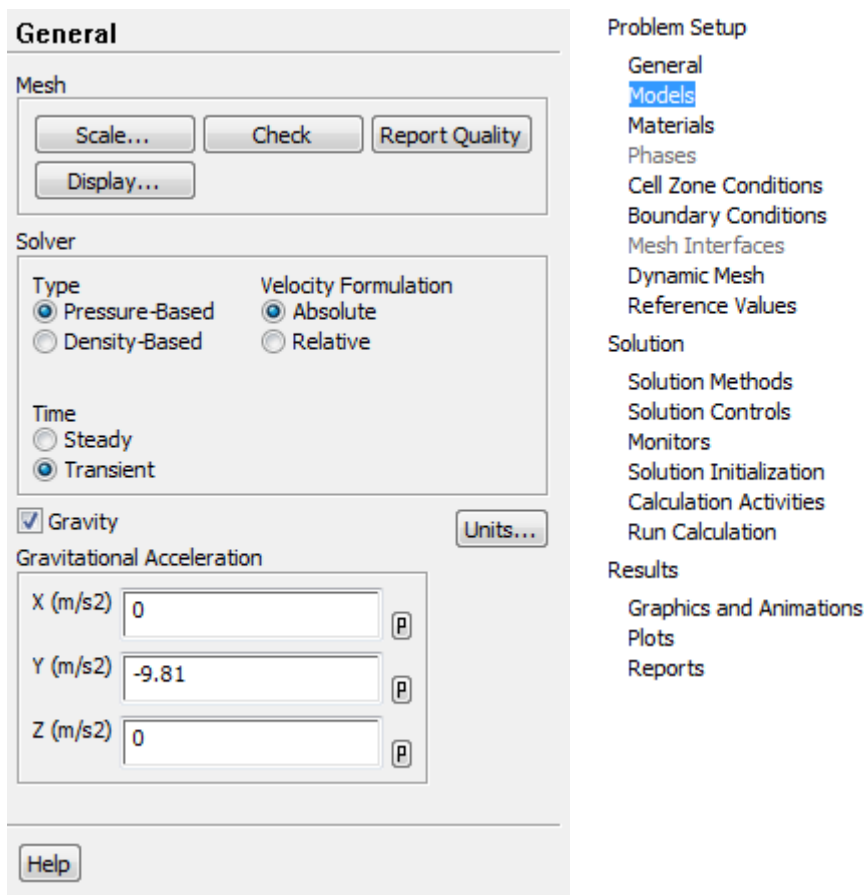 General
Mesh
Scale... Check Report Quality
Display...
Solver
Type Velocity Formulation
Pressure-Based Absolute
Density-Based Relative
Time
Steady
Transient
Gravity
Units...
Gravitational Acceleration
X (m/s2) 0 P
Y (m/s2) -9.81 P
Z (m/s2) 0 P
Help
Problem Setup
General
Models
Materials
Phases
Cell Zone Conditions
Boundary Conditions
Mesh Interfaces
Dynamic Mesh
Reference Values
Solution
Solution Methods
Solution Controls
Monitors
Solution Initialization
Calculation Activities
Run Calculation
Results
Graphics and Animations
Plots
Reports